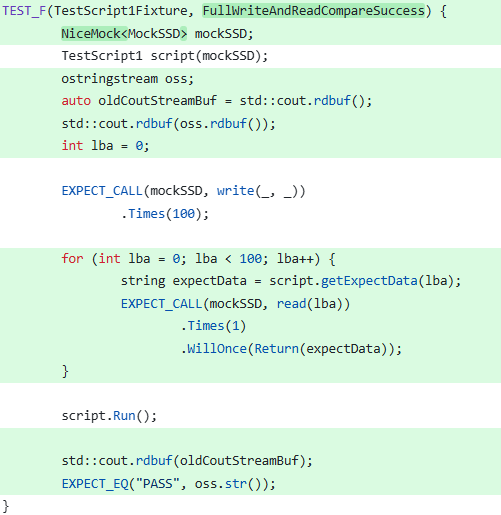 TEST_F(TestScript1Fixture, FullWriteAndReadCompareSuccess) {
NiceMock<MockSSD> mockSSD;
TestScript1 script(mockSSD);
ostringstream oss;
auto oldCoutStreamBuf = std::cout.rdbuf();
std::cout.rdbuf(oss.rdbuf());
int lba = 0;
EXPECT_CALL(mockSSD, write(_, _))
.Times(100);
for (int lba = 0; lba < 100; lba++) {
string expectData = script.getExpectData(lba);
EXPECT_CALL(mockSSD, read(lba))
.Times(1)
.WillOnce(Return(expectData));
}
script.Run();
std::cout.rdbuf(oldCoutStreamBuf);
EXPECT_EQ("PASS", oss.str());
}